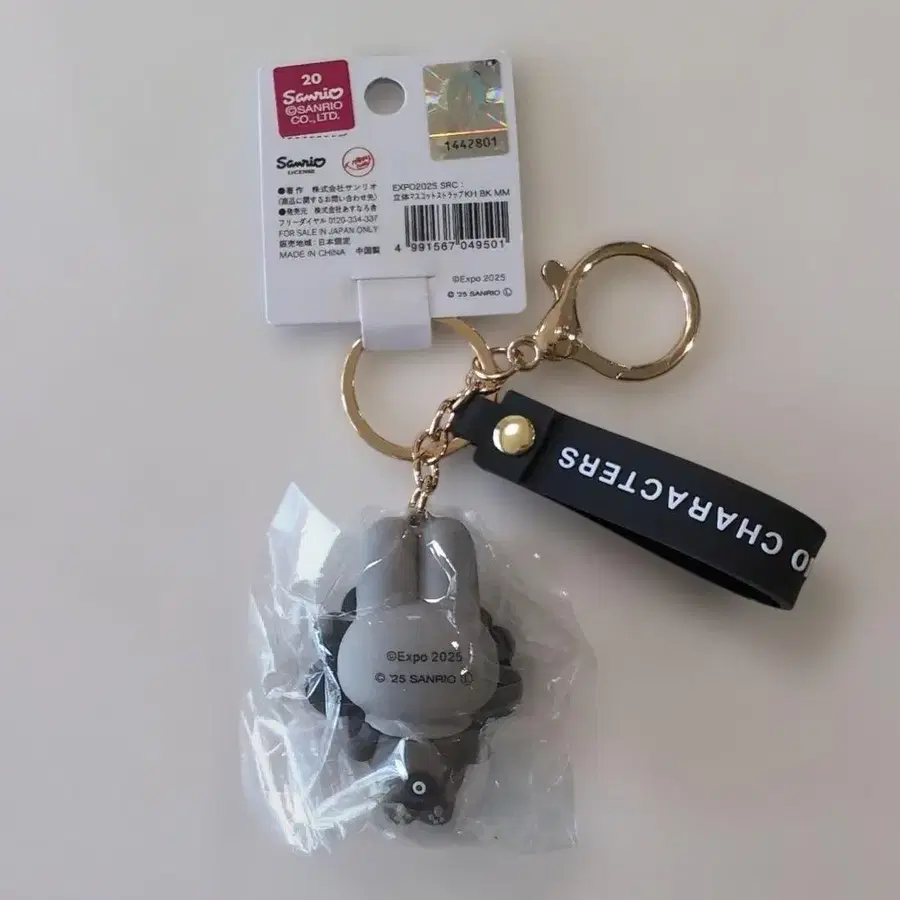 20
Sanrio
©SANRIO
CO.,LTD.
1442801
Sanrio
LICENSE
●著作 株式会社サンリオ
(商品に関するお問い合わせ先)
●発売元 株式会社あすなろ舎
フリーダイヤル 0120-334-337
FOR SALE IN JAPAN ONLY
販売地域:日本限定
MADE IN CHINA 中国製
EXPO2025 SRC:
立体マスコットストラップKH BK MM
4 991567 049501
©Expo 2025
© '25 SANRIO Ⓛ
IO CHARACTERS
©Expo 2025
© '25 SANRIO Ⓛ